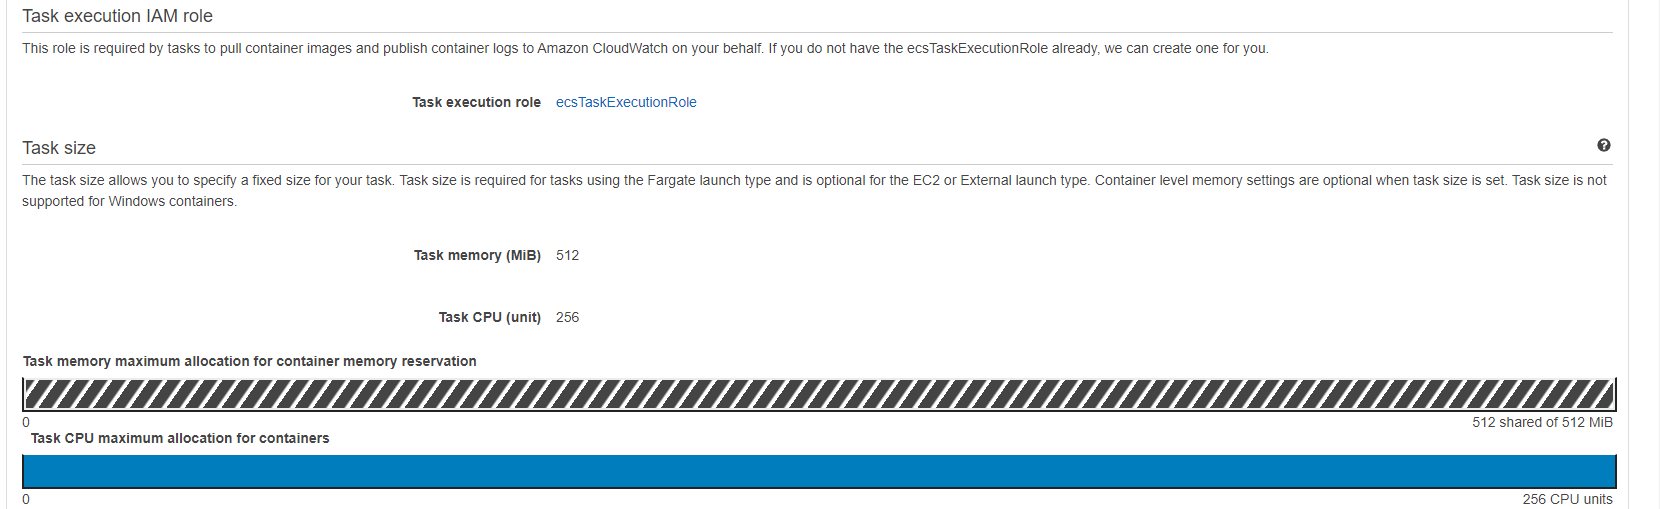 Task execution IAM role
This role is required by tasks to pull container images and publish container logs to Amazon CloudWatch on your behalf. If you do not have the ecsTaskExecutionRole already, we can create one for you.
Task execution role ecsTaskExecutionRole
Task size
The task size allows you to specify a fixed size for your task. Task size is required for tasks using the Fargate launch type and is optional for the EC2 or External launch type. Container level memory settings are optional when task size is set. Task size is not
supported for Windows containers.
Task memory (MiB) 512
Task CPU (unit) 256
Task memory maximum allocation for container memory reservation
0 512 shared of 512 MiB
Task CPU maximum allocation for containers
0 256 CPU units